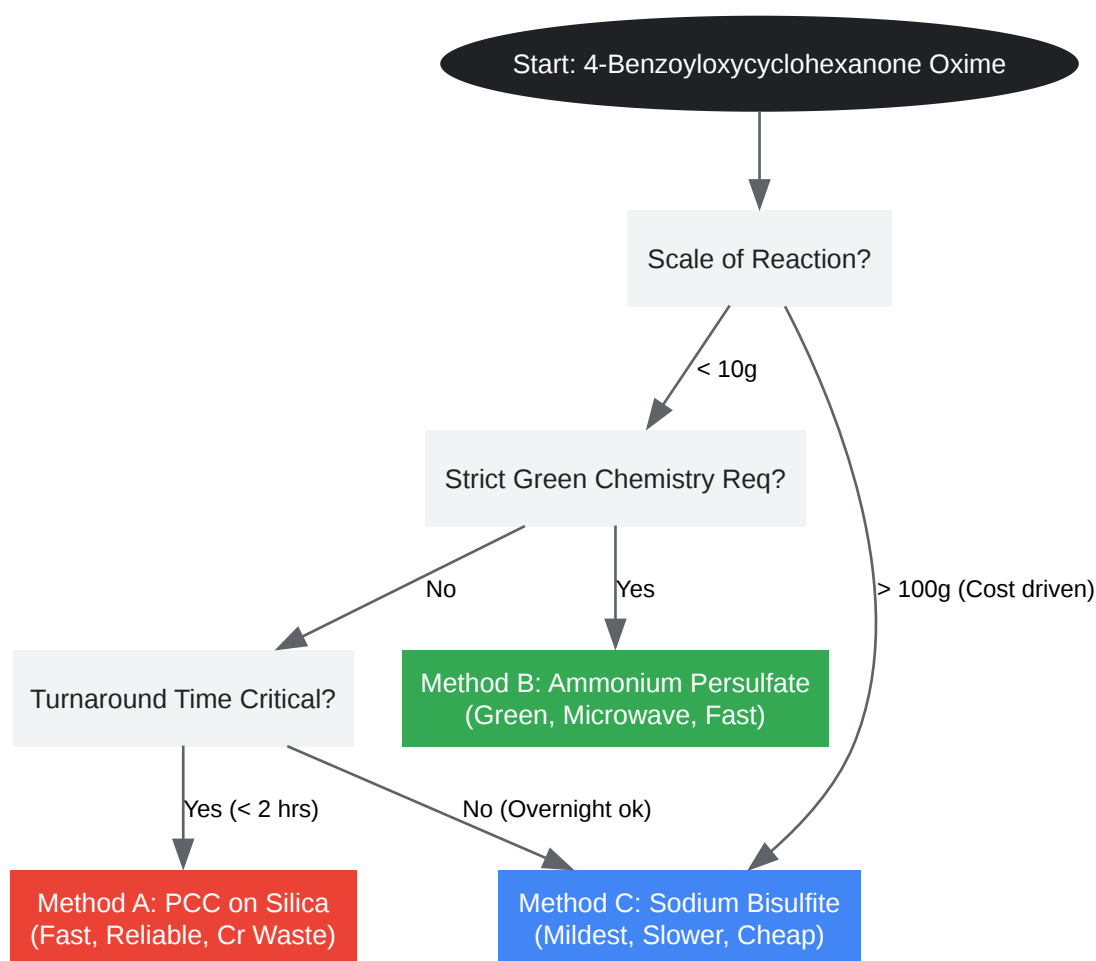 Start: 4-Benzoyloxycyclohexanone Oxime
Scale of Reaction?
< 10g
Strict Green Chemistry Req?
No
Yes
> 100g (Cost driven)
Turnaround Time Critical?
Method B: Ammonium Persulfate
(Green, Microwave, Fast)
Yes (< 2 hrs)
No (Overnight ok)
Method A: PCC on Silica
(Fast, Reliable, Cr Waste)
Method C: Sodium Bisulfite
(Mildest, Slower, Cheap)